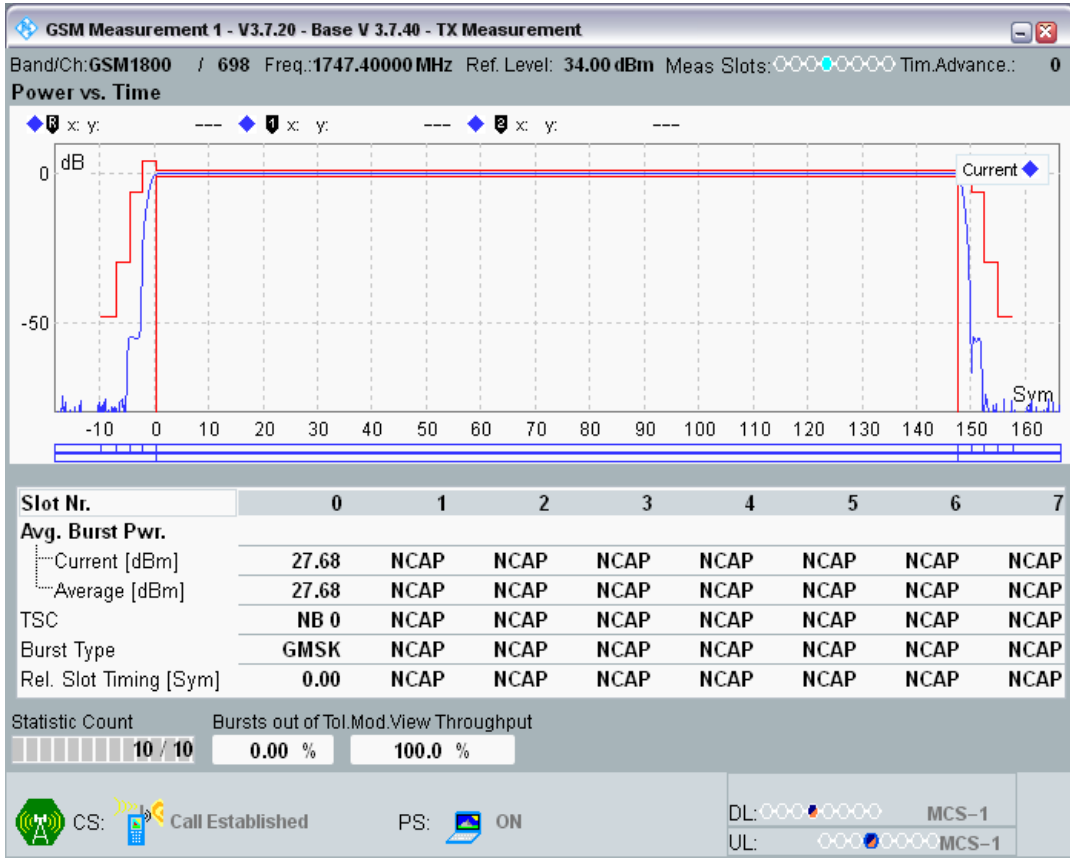 GSM Measurement 1 - V3.7.20 - Base V 3.7.40 - TX Measurement
Band/Ch:GSM1800 / 698 Freq.:1747.40000 MHz Ref. Level: 34.00 dBm Meas Slots: Tim.Advance.: 0
Power vs. Time
R x: y: --- 1 x: y: --- 2 x: y: ---
dB
Current
0
-50
Sym
-10 0 10 20 30 40 50 60 70 80 90 100 110 120 130 140 150 160
Slot Nr. 0 1 2 3 4 5 6 7
Avg. Burst Pwr.
Current [dBm] 27.68 NCAP NCAP NCAP NCAP NCAP NCAP NCAP
Average [dBm] 27.68 NCAP NCAP NCAP NCAP NCAP NCAP NCAP
TSC NB 0 NCAP NCAP NCAP NCAP NCAP NCAP NCAP
Burst Type GMSK NCAP NCAP NCAP NCAP NCAP NCAP NCAP
Rel. Slot Timing [Sym] 0.00 NCAP NCAP NCAP NCAP NCAP NCAP NCAP
Statistic Count Bursts out of Tol.Mod.View Throughput
10 / 10 0.00 % 100.0 %
CS: Call Established PS: ON
DL: MCS-1
UL: MCS-1